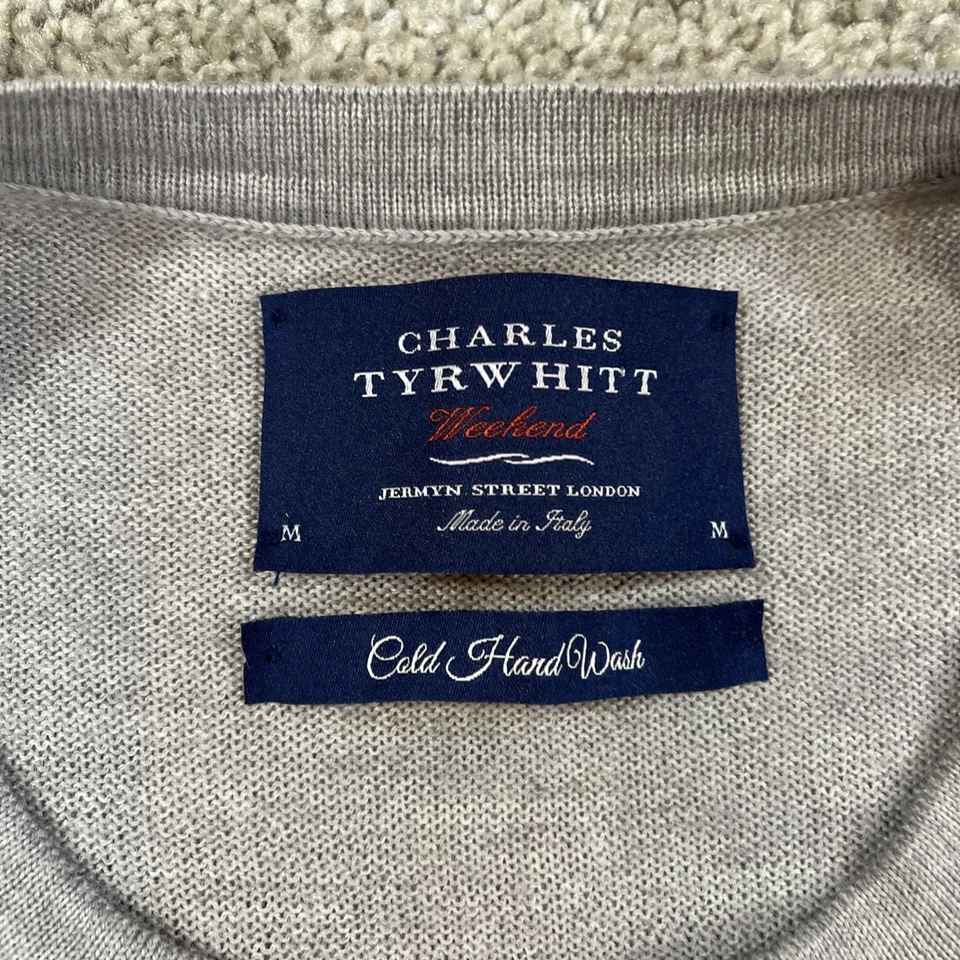 CHARLES
TYRWHITT
Weekend
JERMYN STREET LONDON
Made in Italy
M M
Cold Hand Wash